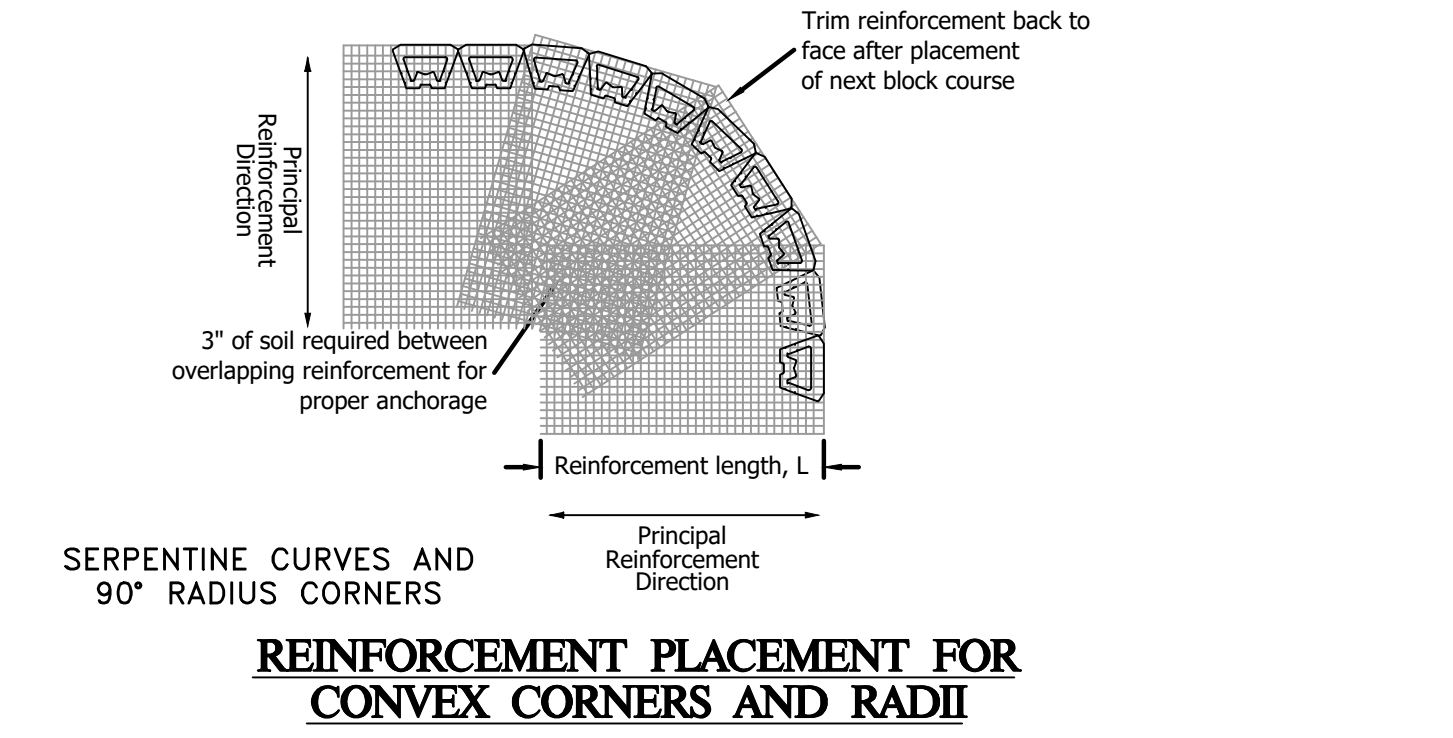 Trim reinforcement back to
face after placement
of next block course
Principal
Reinforcement
Direction
3" of soil required between
overlapping reinforcement for
proper anchorage
Reinforcement length, L
Principal
Reinforcement
Direction
SERPENTINE CURVES AND
90° RADIUS CORNERS
REINFORCEMENT PLACEMENT FOR
CONVEX CORNERS AND RADII